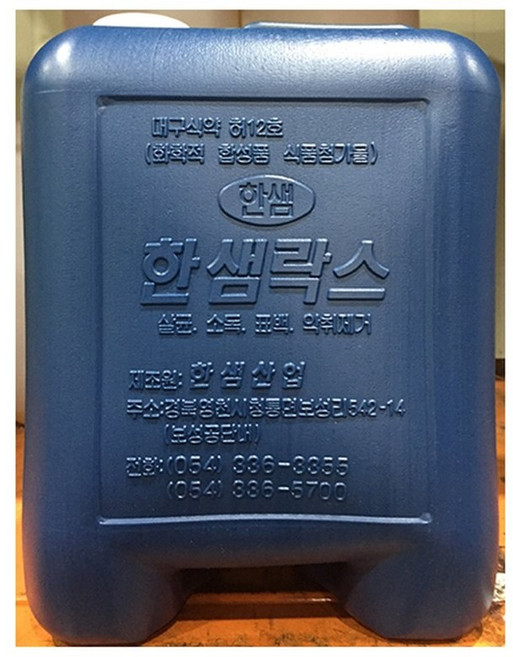 대구식약 허12호
(화학적 합성품 식품첨가물)
한샘
한샘락스
살균. 소독. 표백. 악취제거
제조원: 한샘산업
주소:경북영천시청통면보성리542-14
(보성공단내)
전화:(054) 336-3355
(054) 336-5700